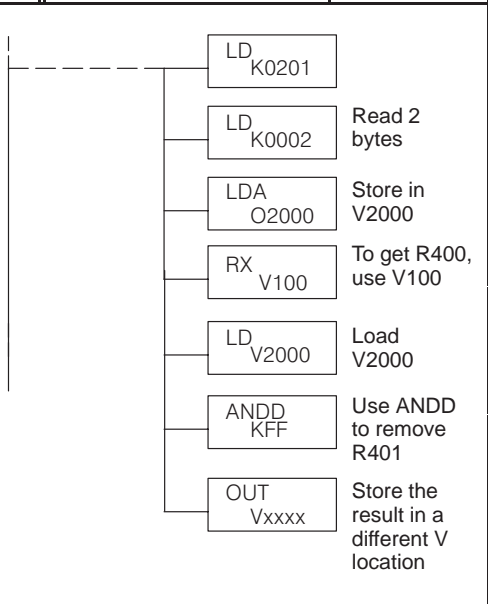 LD
K0201
LD
K0002
Read 2
bytes
LDA
O2000
Store in
V2000
RX
V100
To get R400,
use V100
LD
V2000
Load
V2000
ANDD
KFF
Use ANDD
to remove
R401
OUT
Vxxxx
Store the
result in a
different V
location